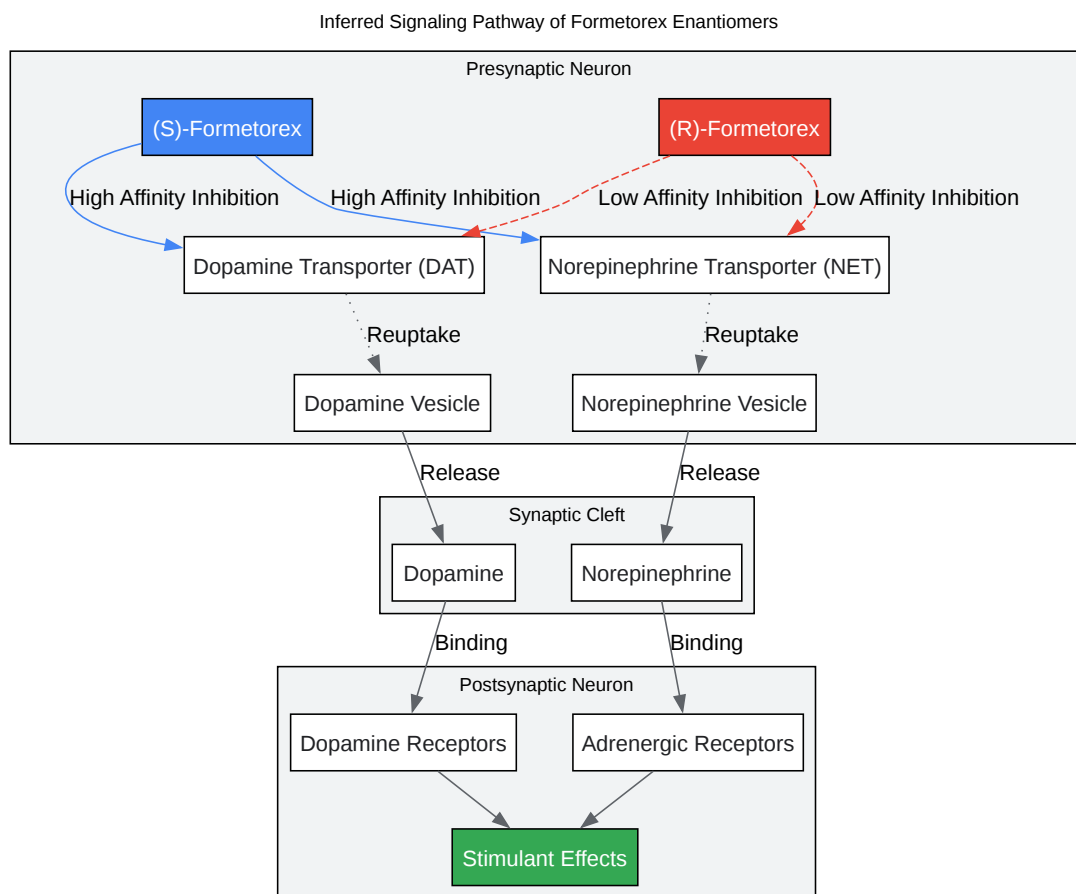 Inferred Signaling Pathway of Formetorex Enantiomers
Presynaptic Neuron
(S)-Formetorex
(R)-Formetorex
High Affinity Inhibition
High Affinity Inhibition
Low Affinity Inhibition
Low Affinity Inhibition
Dopamine Transporter (DAT)
Norepinephrine Transporter (NET)
Reuptake
Reuptake
Dopamine Vesicle
Norepinephrine Vesicle
Release
Release
Synaptic Cleft
Dopamine
Norepinephrine
Binding
Binding
Postsynaptic Neuron
Dopamine Receptors
Adrenergic Receptors
Stimulant Effects